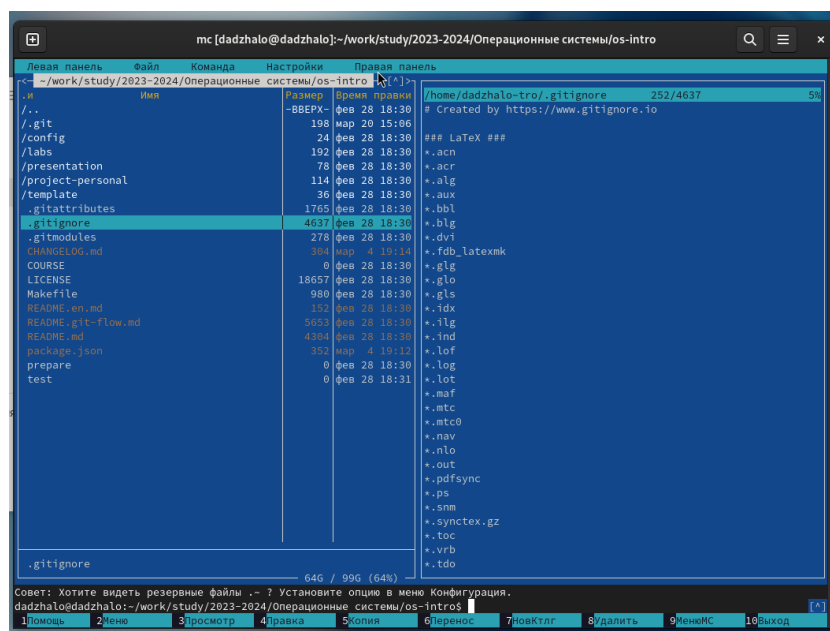 mc [dadzhalo@dadzhalo]:~/work/study/2023-2024/Операционные системы/os-intro
Левая панель Файл Команда Настройки Правая панель
<- ~/work/study/2023-2024/Операционные системы/os-intro -.[^]>
.и Имя Размер Время правки
/.. -ВВЕРХ- фев 28 18:30
/.git 198 мар 20 15:06
/config 24 фев 28 18:30
/labs 192 фев 28 18:30
/presentation 78 фев 28 18:30
/project-personal 114 фев 28 18:30
/template 36 фев 28 18:30
.gitattributes 1765 фев 28 18:30
.gitignore 4637 фев 28 18:30
.gitmodules 278 фев 28 18:30
CHANGELOG.md 304 мар 4 19:14
COURSE 0 фев 28 18:30
LICENSE 18657 фев 28 18:30
Makefile 980 фев 28 18:30
README.en.md 152 фев 28 18:30
README.git-flow.md 5653 фев 28 18:30
README.md 4304 фев 28 18:30
package.json 352 мар 4 19:12
prepare 0 фев 28 18:30
test 0 фев 28 18:31
.gitignore
64G / 99G (64%)
/home/dadzhalo-tro/.gitignore 252/4637 5%
# Created by https://www.gitignore.io
### LaTeX ###
*.acn
*.acr
*.alg
*.aux
*.bbl
*.blg
*.dvi
*.fdb_latexmk
*.glg
*.glo
*.gls
*.idx
*.ilg
*.ind
*.lof
*.log
*.lot
*.maf
*.mtc
*.mtc0
*.nav
*.nlo
*.out
*.pdfsync
*.ps
*.snm
*.synctex.gz
*.toc
*.vrb
*.tdo
Совет: Хотите видеть резервные файлы .~ ? Установите опцию в меню Конфигурация.
dadzhalo@dadzhalo:~/work/study/2023-2024/Операционные системы/os-intro$ [^]
1Помощь 2Меню 3Просмотр 4Правка 5Копия 6Перенос 7НовКтлг 8Удалить 9МенюMC 10Выход